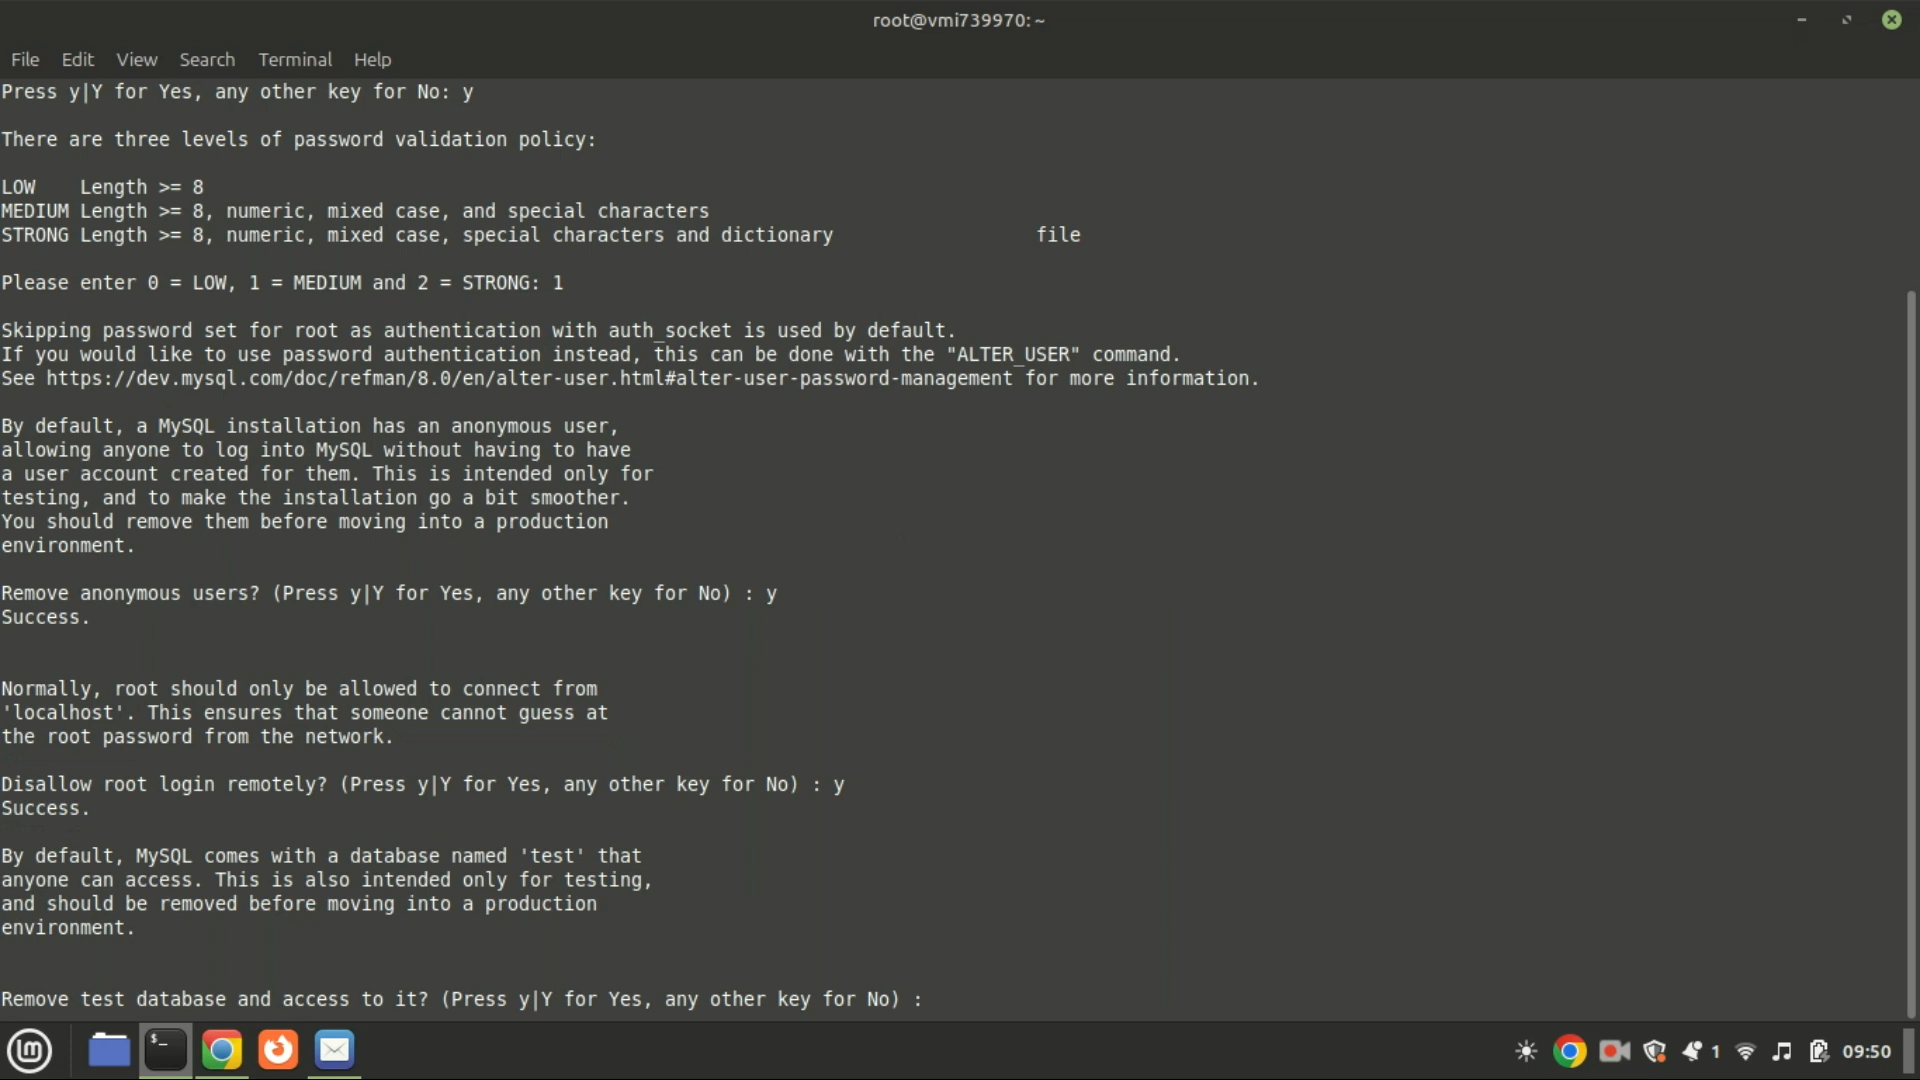 root@vmi739970: ~
File Edit View Search Terminal Help
Press y|Y for Yes, any other key for No: y
There are three levels of password validation policy:
LOW    Length >= 8
MEDIUM Length >= 8, numeric, mixed case, and special characters
STRONG Length >= 8, numeric, mixed case, special characters and dictionary                  file
Please enter 0 = LOW, 1 = MEDIUM and 2 = STRONG: 1
Skipping password set for root as authentication with auth_socket is used by default.
If you would like to use password authentication instead, this can be done with the "ALTER_USER" command.
See https://dev.mysql.com/doc/refman/8.0/en/alter-user.html#alter-user-password-management for more information.
By default, a MySQL installation has an anonymous user,
allowing anyone to log into MySQL without having to have
a user account created for them. This is intended only for
testing, and to make the installation go a bit smoother.
You should remove them before moving into a production
environment.
Remove anonymous users? (Press y|Y for Yes, any other key for No) : y
Success.
Normally, root should only be allowed to connect from
'localhost'. This ensures that someone cannot guess at
the root password from the network.
Disallow root login remotely? (Press y|Y for Yes, any other key for No) : y
Success.
By default, MySQL comes with a database named 'test' that
anyone can access. This is also intended only for testing,
and should be removed before moving into a production
environment.
Remove test database and access to it? (Press y|Y for Yes, any other key for No) :
$_
lm
1
09:50